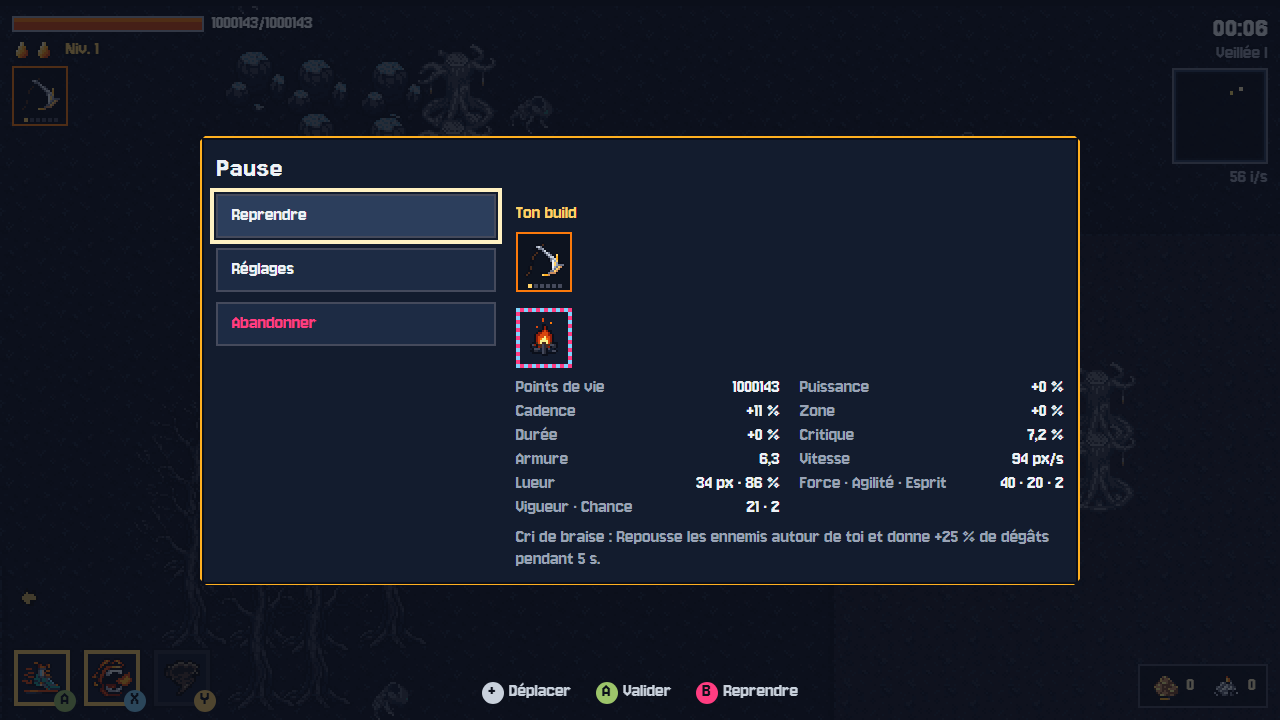 1000143/1000143
Niv. 1
00:06
Veillée I
56 i/s
Pause
Reprendre
Réglages
Abandonner
Ton build
Points de vie 1000143 Puissance +0 %
Cadence +11 % Zone +0 %
Durée +0 % Critique 7,2 %
Armure 6,3 Vitesse 94 px/s
Lueur 34 px · 86 % Force · Agilité · Esprit 40 · 20 · 2
Vigueur · Chance 21 · 2
Cri de braise : Repousse les ennemis autour de toi et donne +25 % de dégâts
pendant 5 s.
A X Y
+ Déplacer A Valider B Reprendre
0 0